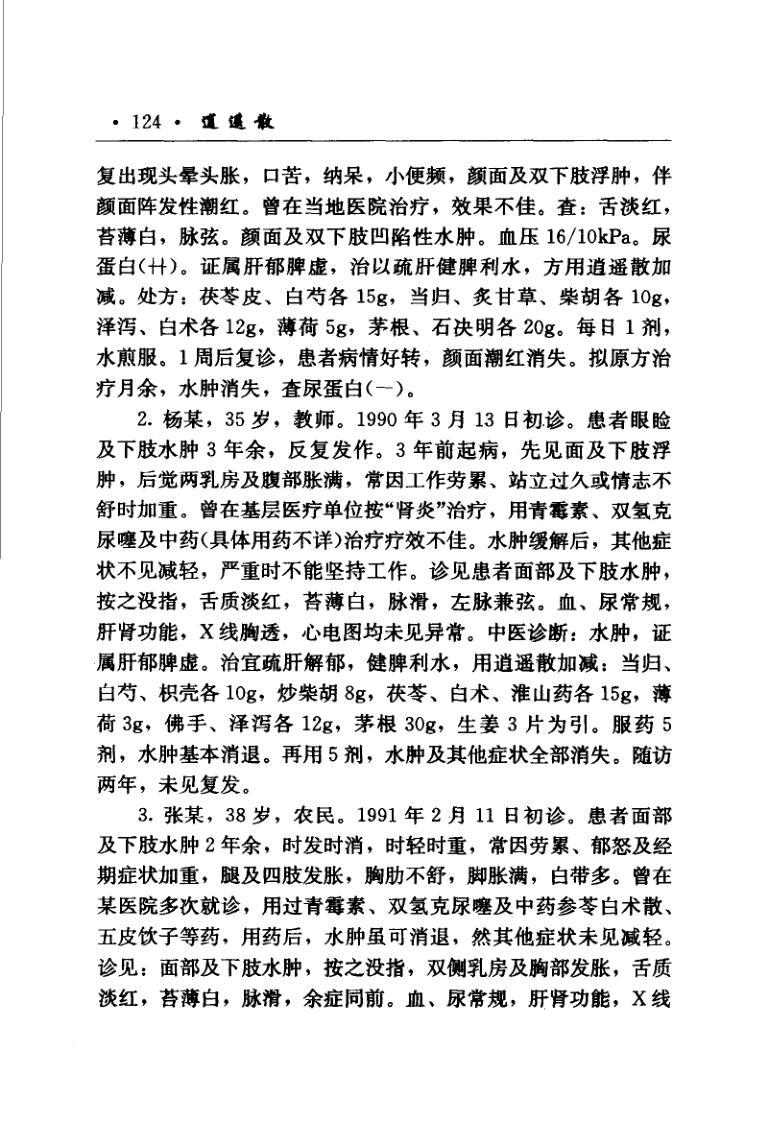 · 124 · 逍遥散
复出现头晕头胀，口苦，纳呆，小便频，颜面及双下肢浮肿，伴
颜面阵发性潮红。曾在当地医院治疗，效果不佳。查：舌淡红，
苔薄白，脉弦。颜面及双下肢凹陷性水肿。血压 16/10kPa。尿
蛋白(++)。证属肝郁脾虚，治以疏肝健脾利水，方用逍遥散加
减。处方：茯苓皮、白芍各 15g，当归、炙甘草、柴胡各 10g，
泽泻、白术各 12g，薄荷 5g，茅根、石决明各 20g。每日 1 剂，
水煎服。1 周后复诊，患者病情好转，颜面潮红消失。拟原方治
疗月余，水肿消失，查尿蛋白(一)。
2. 杨某，35 岁，教师。1990 年 3 月 13 日初诊。患者眼睑
及下肢水肿 3 年余，反复发作。3 年前起病，先见面及下肢浮
肿，后觉两乳房及腹部胀满，常因工作劳累、站立过久或情志不
舒时加重。曾在基层医疗单位按“肾炎”治疗，用青霉素、双氢克
尿噻及中药(具体用药不详)治疗疗效不佳。水肿缓解后，其他症
状不见减轻，严重时不能坚持工作。诊见患者面部及下肢水肿，
按之没指，舌质淡红，苔薄白，脉滑，左脉兼弦。血、尿常规，
肝肾功能，X 线胸透，心电图均未见异常。中医诊断：水肿，证
属肝郁脾虚。治宜疏肝解郁，健脾利水，用逍遥散加减：当归、
白芍、枳壳各 10g，炒柴胡 8g，茯苓、白术、淮山药各 15g，薄
荷 3g，佛手、泽泻各 12g，茅根 30g，生姜 3 片为引。服药 5
剂，水肿基本消退。再用 5 剂，水肿及其他症状全部消失。随访
两年，未见复发。
3. 张某，38 岁，农民。1991 年 2 月 11 日初诊。患者面部
及下肢水肿 2 年余，时发时消，时轻时重，常因劳累、郁怒及经
期症状加重，腿及四肢发胀，胸肋不舒，脚胀满，白带多。曾在
某医院多次就诊，用过青霉素、双氢克尿噻及中药参苓白术散、
五皮饮子等药，用药后，水肿虽可消退，然其他症状未见减轻。
诊见：面部及下肢水肿，按之没指，双侧乳房及胸部发胀，舌质
淡红，苔薄白，脉滑，余症同前。血、尿常规，肝肾功能，X 线